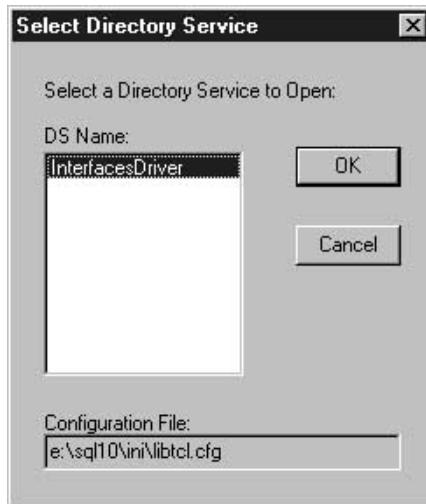 Select Directory Service
Select a Directory Service to Open:
DS Name:
InterfacesDriver
OK
Cancel
Configuration File:
e:\sql10\ini\libtcl.cfg